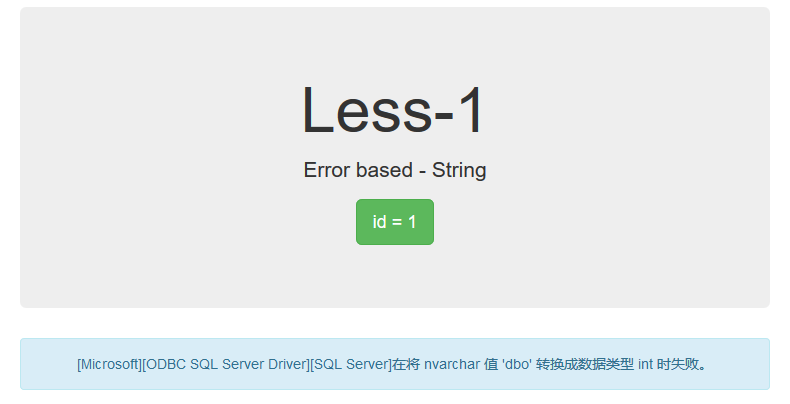 Less-1
Error based - String
id = 1
[Microsoft][ODBC SQL Server Driver][SQL Server]在将 nvarchar 值 'dbo' 转换成数据类型 int 时失败。